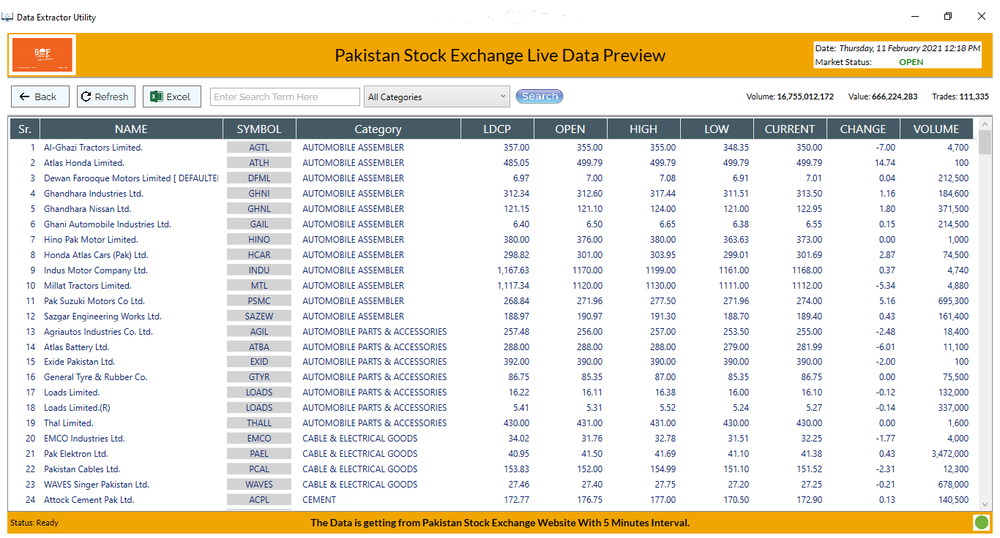 Data Extractor Utility
BOP
Pakistan Stock Exchange Live Data Preview
Date: Thursday, 11 February 2021 12:18 PM
Market Status: OPEN
Back Refresh Excel Enter Search Term Here All Categories Search Volume: 16,755,012,172 Value: 666,224,283 Trades: 111,335
Sr. NAME SYMBOL Category LDCP OPEN HIGH LOW CURRENT CHANGE VOLUME
1 Al-Ghazi Tractors Limited. AGTL AUTOMOBILE ASSEMBLER 357.00 355.00 355.00 348.35 350.00 -7.00 4,700
2 Atlas Honda Limited. ATLH AUTOMOBILE ASSEMBLER 485.05 499.79 499.79 499.79 499.79 14.74 100
3 Dewan Farooque Motors Limited [ DEFAULTE DFML AUTOMOBILE ASSEMBLER 6.97 7.00 7.08 6.91 7.01 0.04 212,500
4 Ghandhara Industries Ltd. GHNI AUTOMOBILE ASSEMBLER 312.34 312.60 317.44 311.51 313.50 1.16 184,600
5 Ghandhara Nissan Ltd. GHNL AUTOMOBILE ASSEMBLER 121.15 121.10 124.00 121.00 122.95 1.80 371,500
6 Ghani Automobile Industries Ltd. GAIL AUTOMOBILE ASSEMBLER 6.40 6.50 6.65 6.38 6.55 0.15 214,500
7 Hino Pak Motor Limited. HINO AUTOMOBILE ASSEMBLER 380.00 376.00 380.00 363.63 373.00 0.00 1,000
8 Honda Atlas Cars (Pak) Ltd. HCAR AUTOMOBILE ASSEMBLER 298.82 301.00 303.95 299.01 301.69 2.87 74,500
9 Indus Motor Company Ltd. INDU AUTOMOBILE ASSEMBLER 1,167.63 1170.00 1199.00 1161.00 1168.00 0.37 4,740
10 Millat Tractors Limited. MTL AUTOMOBILE ASSEMBLER 1,117.34 1120.00 1130.00 1111.00 1112.00 -5.34 4,880
11 Pak Suzuki Motors Co Ltd. PSMC AUTOMOBILE ASSEMBLER 268.84 271.96 277.50 271.96 274.00 5.16 695,300
12 Sazgar Engineering Works Ltd. SAZEW AUTOMOBILE ASSEMBLER 188.97 190.97 191.30 188.70 189.40 0.43 161,400
13 Agriautos Industries Co. Ltd. AGIL AUTOMOBILE PARTS & ACCESSORIES 257.48 256.00 257.00 253.50 255.00 -2.48 18,400
14 Atlas Battery Ltd. ATBA AUTOMOBILE PARTS & ACCESSORIES 288.00 288.00 288.00 279.00 281.99 -6.01 11,100
15 Exide Pakistan Ltd. EXID AUTOMOBILE PARTS & ACCESSORIES 392.00 390.00 390.00 390.00 390.00 -2.00 100
16 General Tyre & Rubber Co. GTYR AUTOMOBILE PARTS & ACCESSORIES 86.75 85.35 87.00 85.35 86.75 0.00 75,500
17 Loads Limited. LOADS AUTOMOBILE PARTS & ACCESSORIES 16.22 16.11 16.38 16.00 16.10 -0.12 132,000
18 Loads Limited.(R) LOADS AUTOMOBILE PARTS & ACCESSORIES 5.41 5.31 5.52 5.24 5.27 -0.14 337,000
19 Thal Limited. THALL AUTOMOBILE PARTS & ACCESSORIES 430.00 431.00 431.00 430.00 430.00 0.00 1,600
20 EMCO Industries Ltd. EMCO CABLE & ELECTRICAL GOODS 34.02 31.76 32.78 31.51 32.25 -1.77 4,000
21 Pak Elektron Ltd. PAEL CABLE & ELECTRICAL GOODS 40.95 41.50 41.69 41.10 41.38 0.43 3,472,000
22 Pakistan Cables Ltd. PCAL CABLE & ELECTRICAL GOODS 153.83 152.00 154.99 151.10 151.52 -2.31 12,300
23 WAVES Singer Pakistan Ltd. WAVES CABLE & ELECTRICAL GOODS 27.46 27.40 27.75 27.20 27.25 -0.21 678,000
24 Attock Cement Pak Ltd. ACPL CEMENT 172.77 176.75 177.00 170.50 172.90 0.13 140,500
Status: Ready
The Data is getting from Pakistan Stock Exchange Website With 5 Minutes Interval.